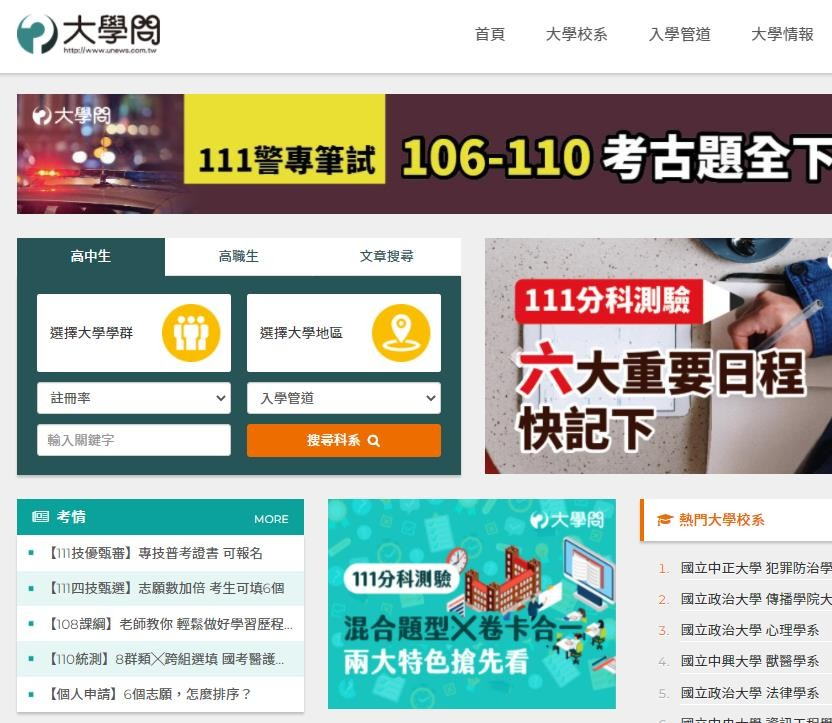 大學問
http://www.unews.com.tw
首頁
大學校系
入學管道
大學情報
大學問
111警專筆試
106-110 考古題全下
高中生
高職生
文章搜尋
選擇大學學群
選擇大學地區
註冊率
入學管道
輸入關鍵字
搜尋科系
111分科測驗
六大重要日程
快記下
考情
MORE
【111技優甄審】專技普考證書 可報名
【111四技甄選】志願數加倍 考生可填6個
【108課綱】老師教你 輕鬆做好學習歷程...
【110統測】8群類╳跨組選填 國考醫護...
【個人申請】6個志願，怎麼排序？
大學問
111分科測驗
混合題型╳卷卡合一
兩大特色搶先看
熱門大學校系
1. 國立中正大學 犯罪防治學
2. 國立政治大學 傳播學院大
3. 國立政治大學 心理學系
4. 國立中興大學 獸醫學系
5. 國立政治大學 法律學系